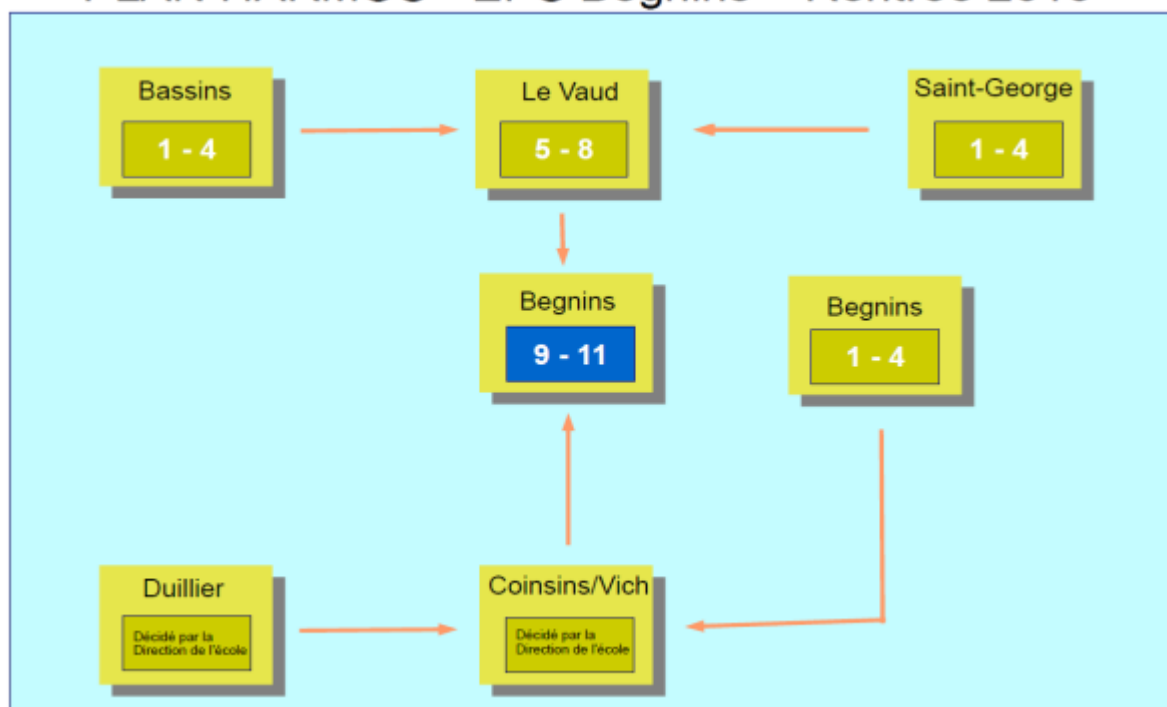 Bassins
1 - 4
Le Vaud
5 - 8
Saint-George
1 - 4
Begnins
9 - 11
Begnins
1 - 4
Duillier
Décidé par la
Direction de l'école
Coinsins/Vich
Décidé par la
Direction de l'école